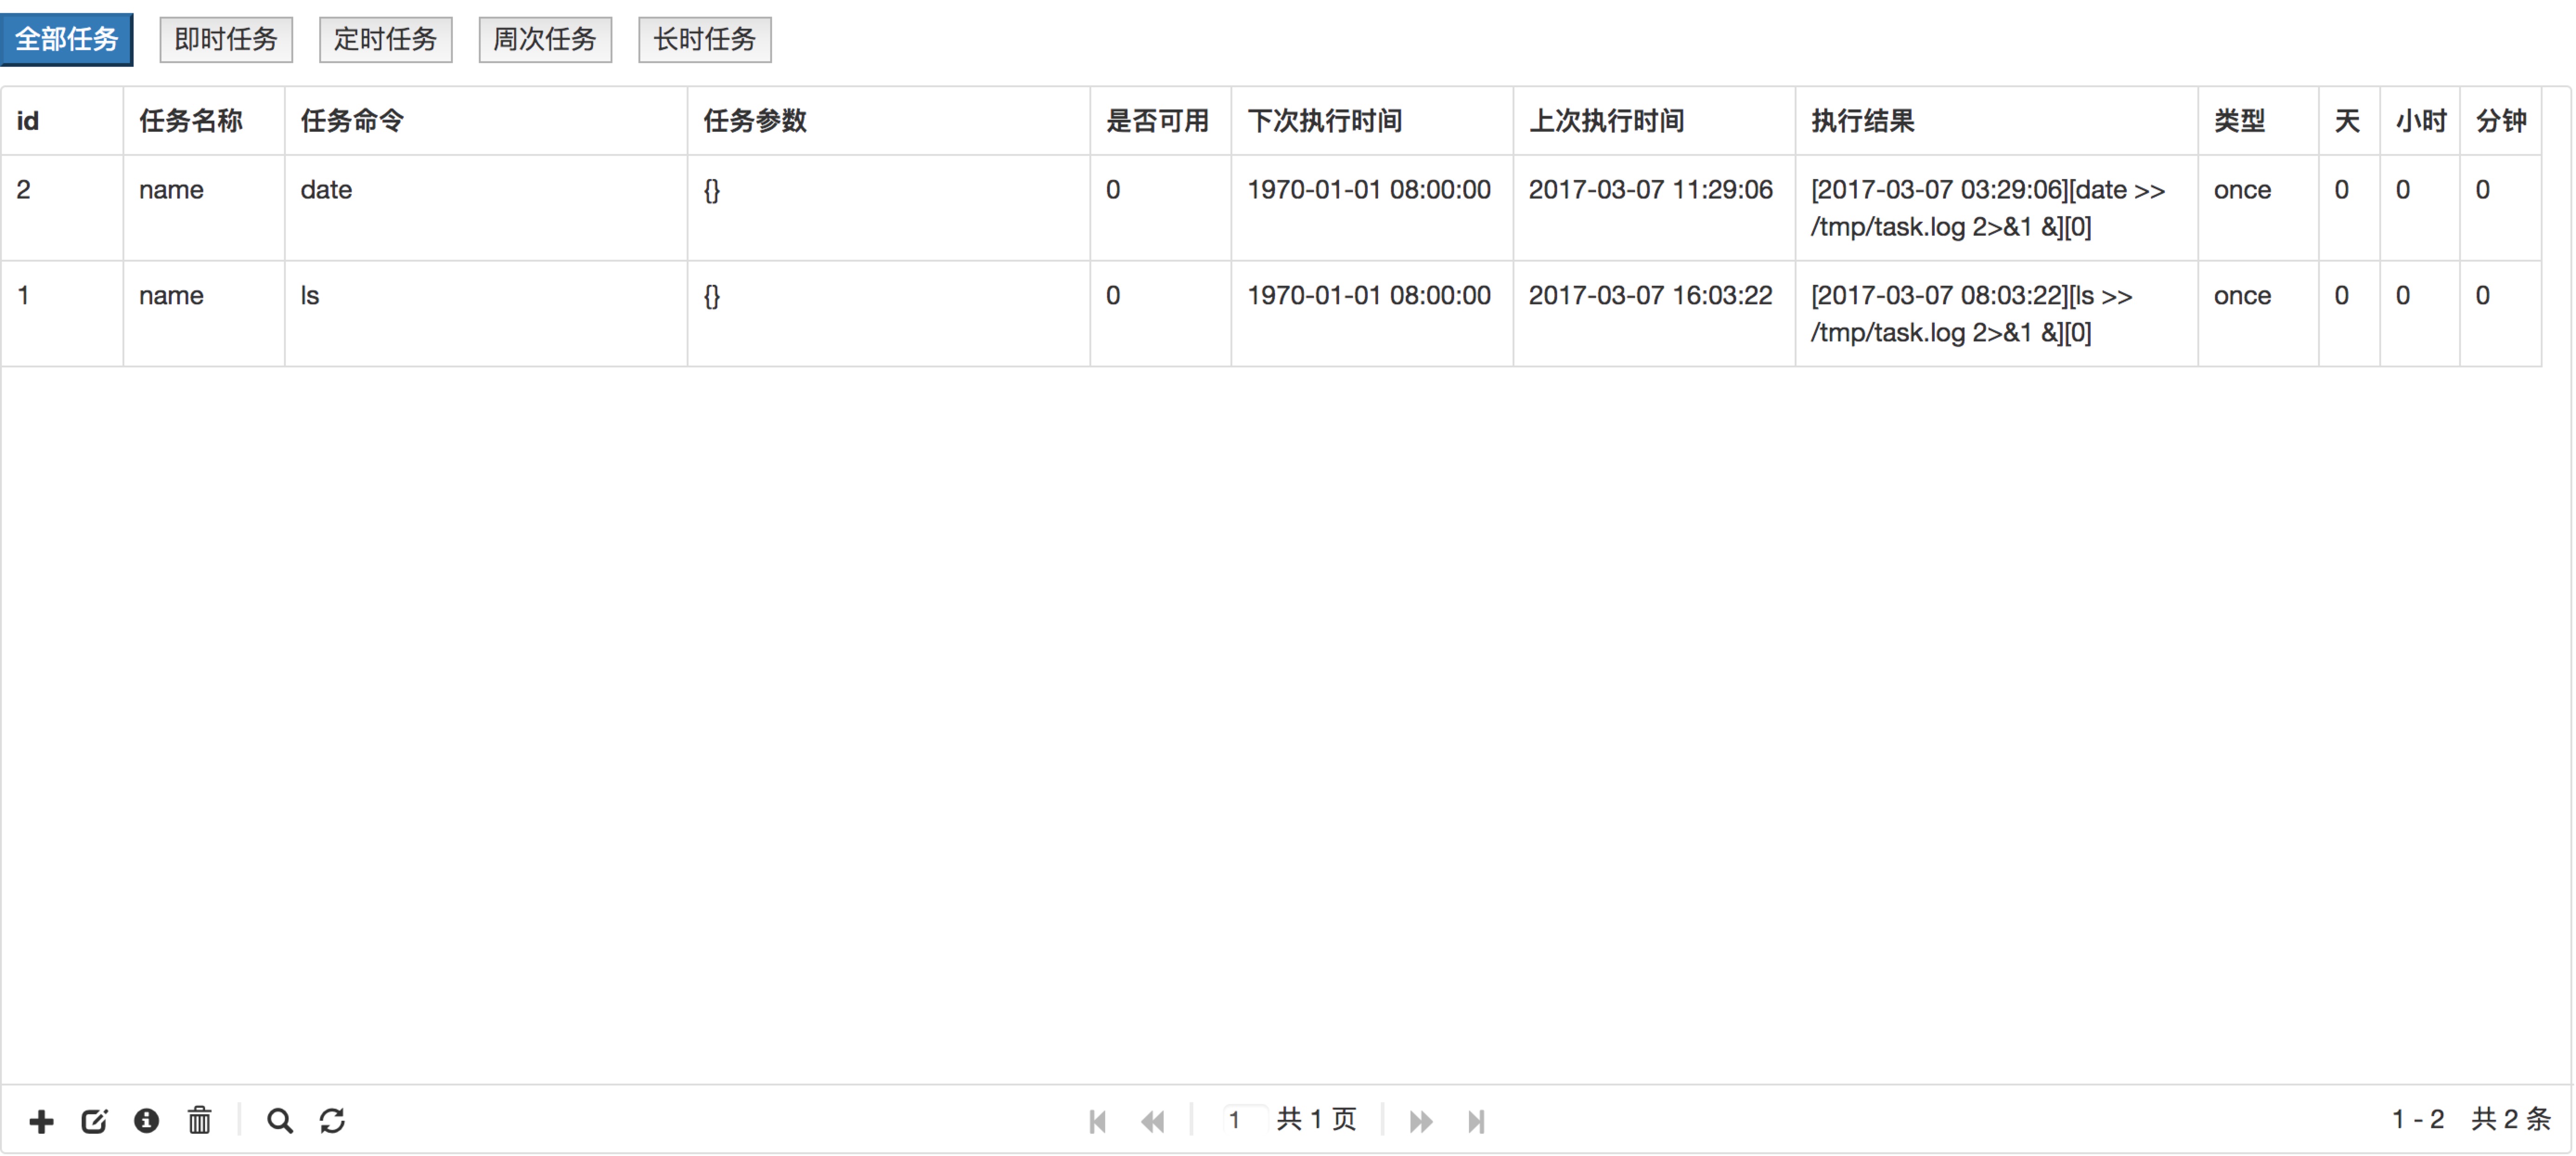 全部任务 即时任务 定时任务 周次任务 长时任务
id 任务名称 任务命令 任务参数 是否可用 下次执行时间 上次执行时间 执行结果 类型 天 小时 分钟
2 name date {} 0 1970-01-01 08:00:00 2017-03-07 11:29:06 [2017-03-07 03:29:06][date >> once 0 0 0
/tmp/task.log 2>&1 &][0]
1 name ls {} 0 1970-01-01 08:00:00 2017-03-07 16:03:22 [2017-03-07 08:03:22][ls >> once 0 0 0
/tmp/task.log 2>&1 &][0]
1 共 1 页 1 - 2 共 2 条